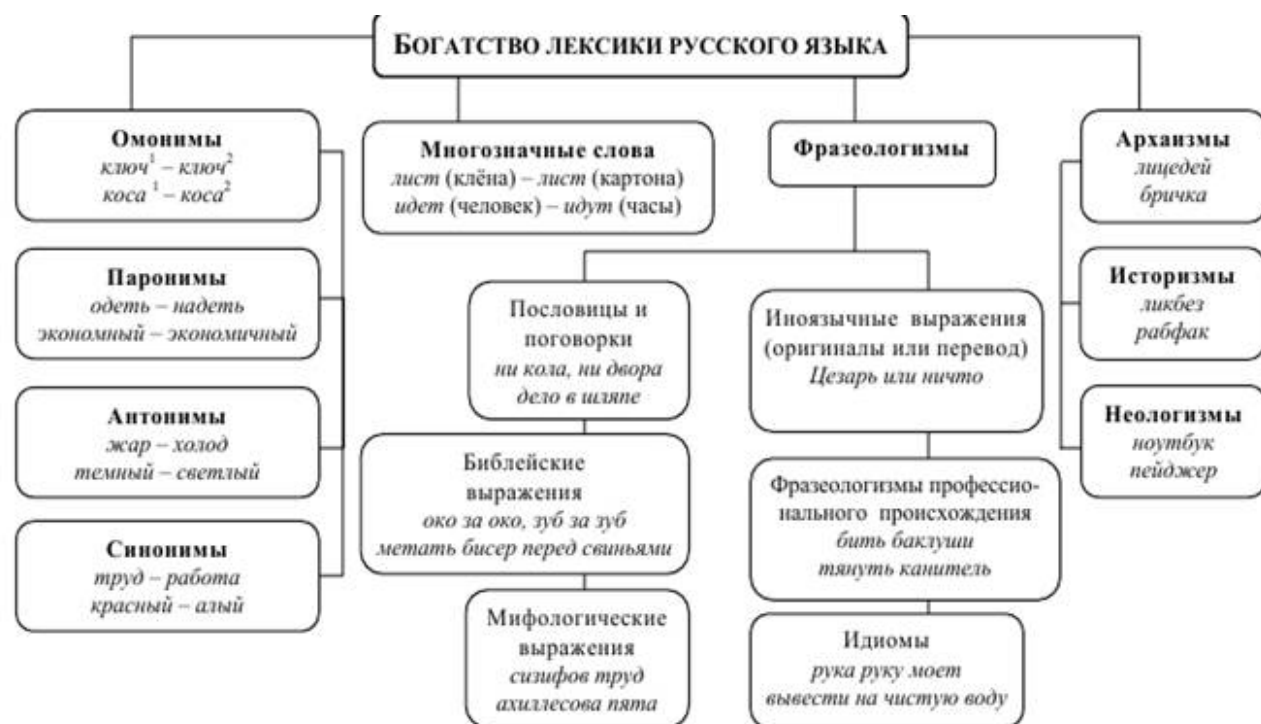 БОГАТСТВО ЛЕКСИКИ РУССКОГО ЯЗЫКА
Омонимы
ключ¹ – ключ²
коса ¹ – коса²
Паронимы
одеть – надеть
экономный – экономичный
Антонимы
жар – холод
темный – светлый
Синонимы
труд – работа
красный – алый
Многозначные слова
лист (клёна) – лист (картона)
идет (человек) – идут (часы)
Фразеологизмы
Пословицы и
поговорки
ни кола, ни двора
дело в шляпе
Библейские
выражения
око за око, зуб за зуб
метать бисер перед свиньями
Мифологические
выражения
сизифов труд
ахиллесова пята
Иноязычные выражения
(оригиналы или перевод)
Цезарь или ничто
Фразеологизмы профессио-
нального происхождения
бить баклуши
тянуть канитель
Идиомы
рука руку моет
вывести на чистую воду
Архаизмы
лицедей
бричка
Историзмы
ликбез
рабфак
Неологизмы
ноутбук
пейджер